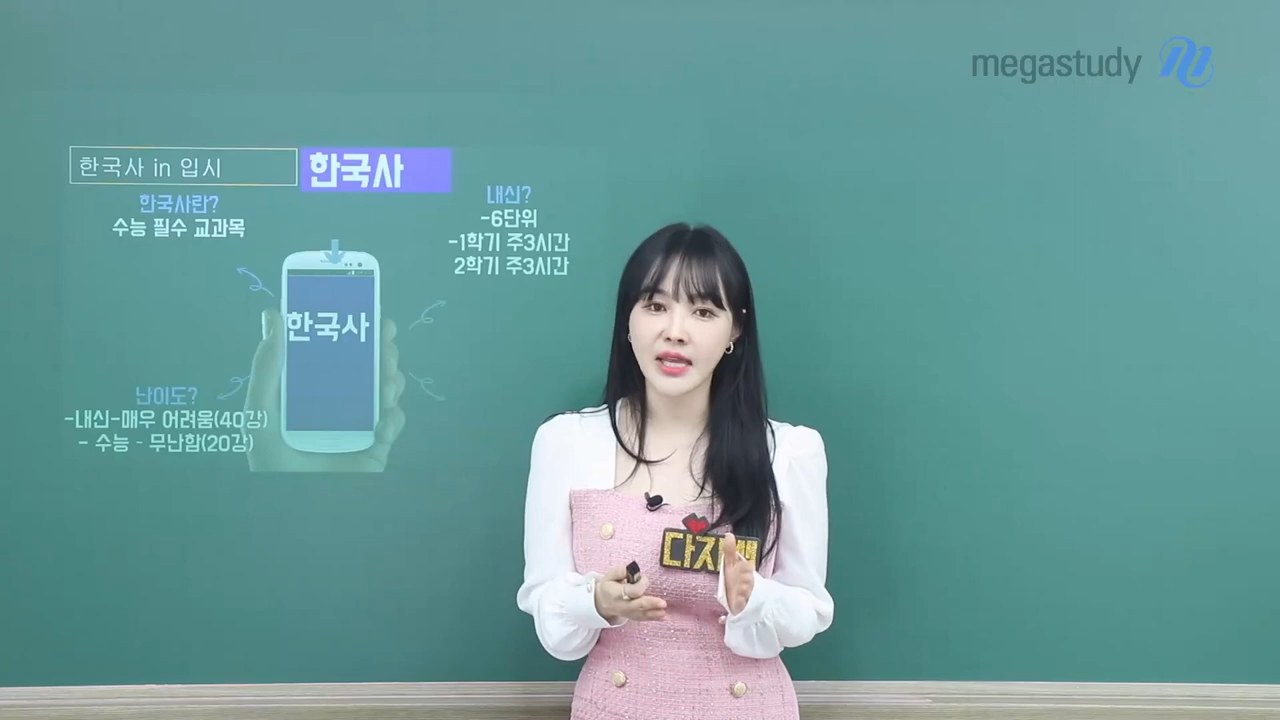 megastudy
한국사 in 입시
한국사
한국사란?
수능 필수 교과목
내신?
-6단위
-1학기 주3시간
2학기 주3시간
한국사
난이도?
-내신-매우 어려움(40강)
- 수능 - 무난함(20강)